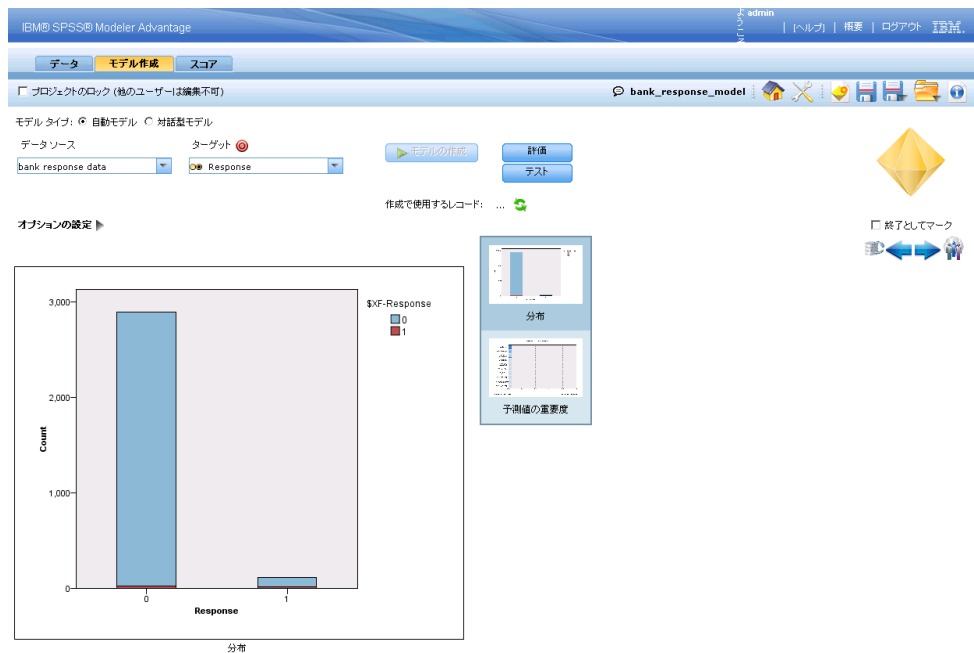 IBM® SPSS® Modeler Advantage
ようこそ admin | [ヘルプ] | 概要 | ログアウト IBM.
データ モデル作成 スコア
プロジェクトのロック (他のユーザーは編集不可) bank_response_model
モデル タイプ: 自動モデル 対話型モデル
データ ソース ターゲット
bank response data Response
モデルの作成 評価
テスト
作成で使用するレコード: ...
オプションの設定
終了としてマーク
$XF-Response
0
1
3,000
2,000
1,000
0
Count
0 1
Response
分布
分布
予測値の重要度